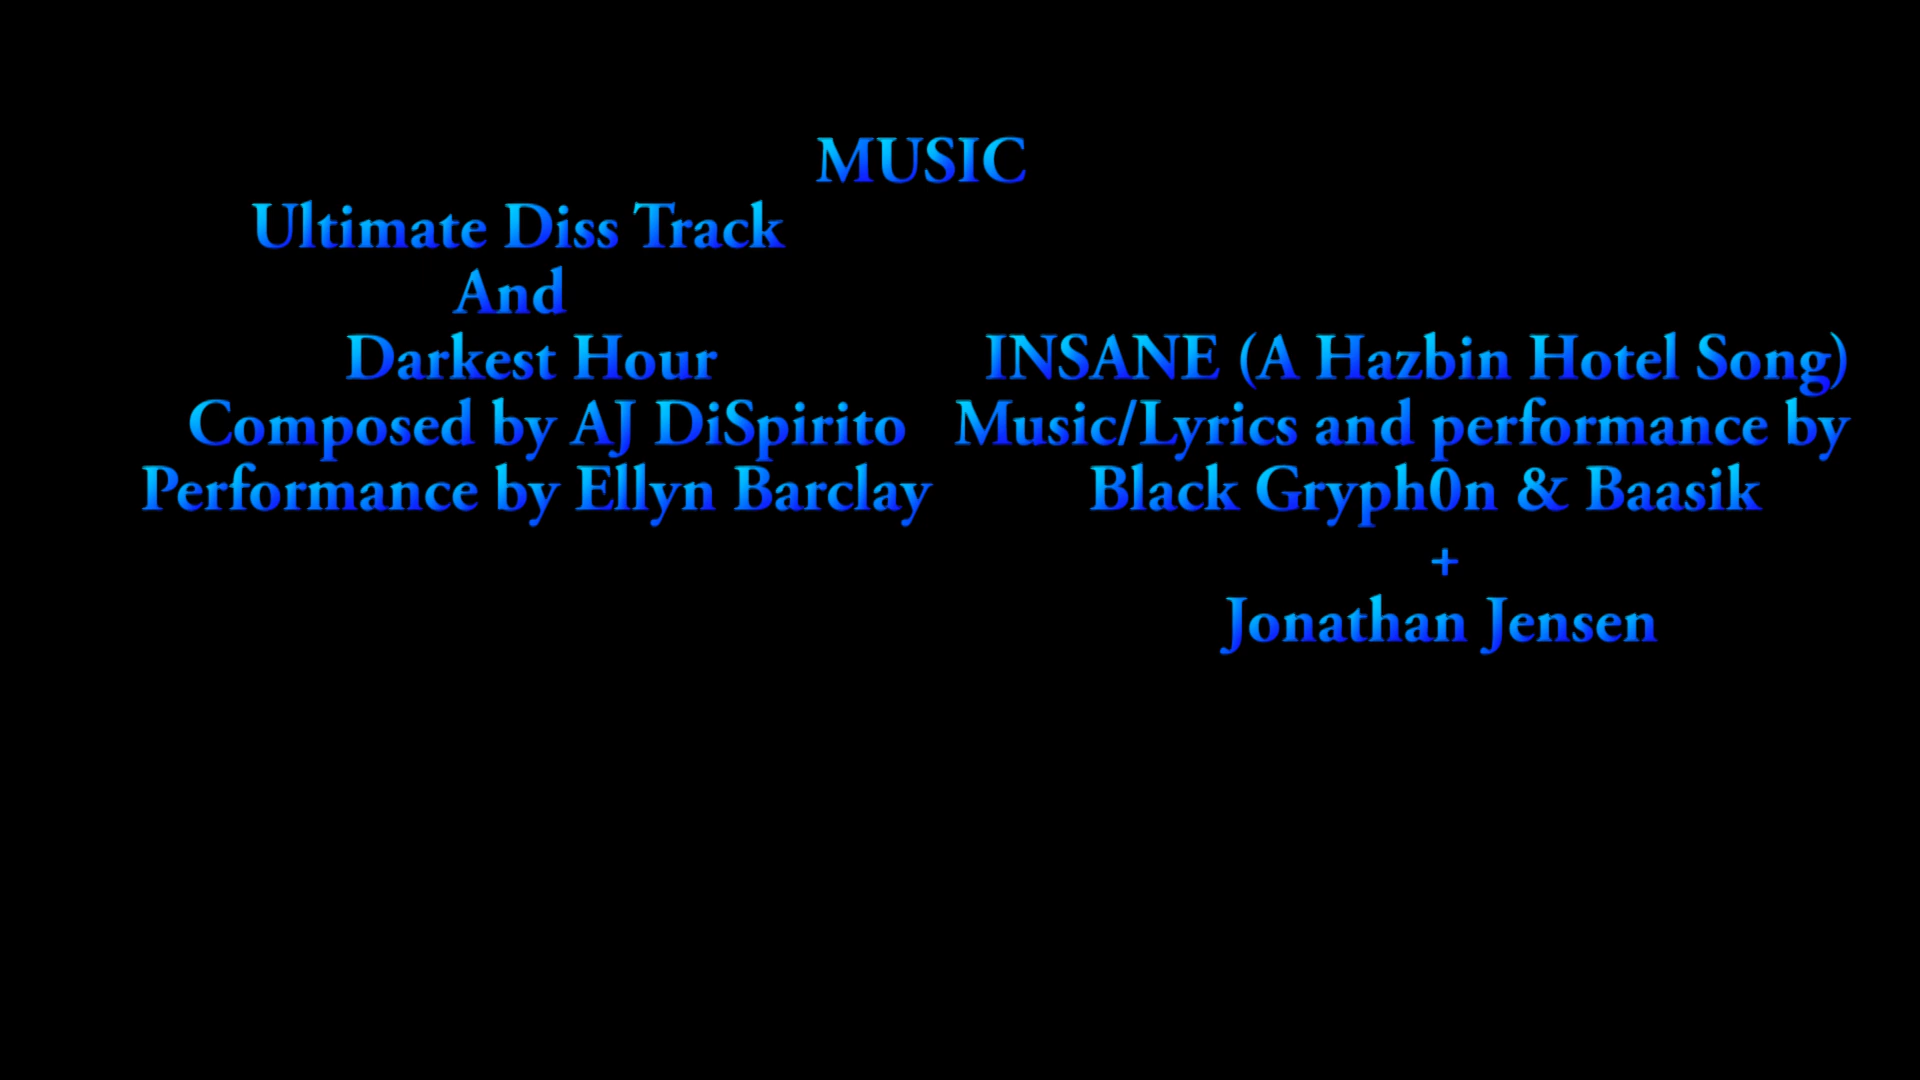 MUSIC
Ultimate Diss Track
And
Darkest Hour
Composed by AJ DiSpirito
Performance by Ellyn Barclay
INSANE (A Hazbin Hotel Song)
Music/Lyrics and performance by
Black Gryph0n & Baasik
+
Jonathan Jensen